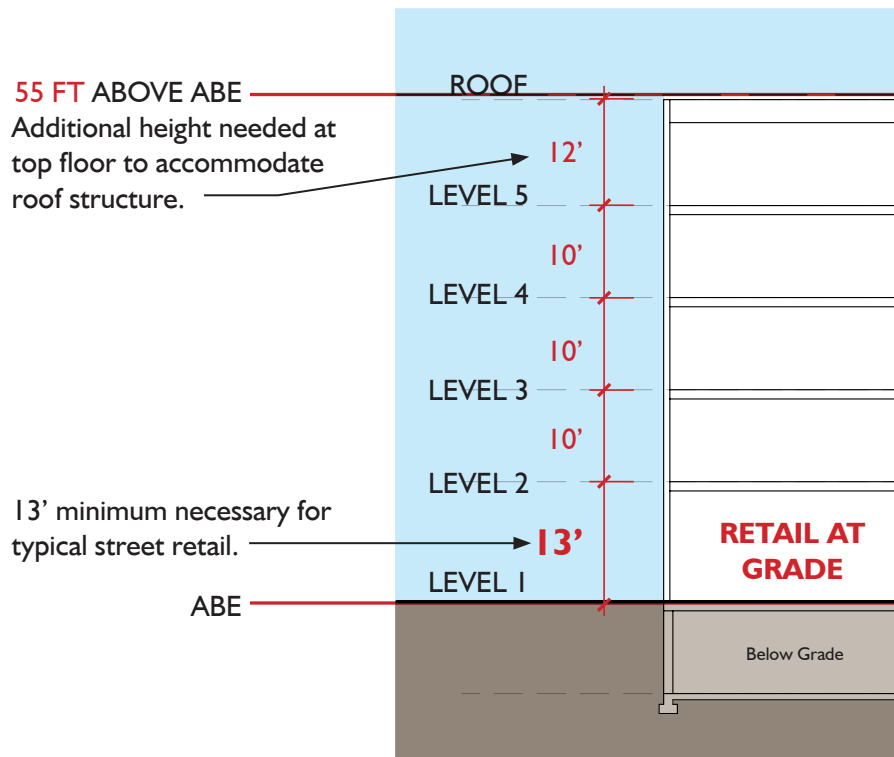 ROOF
55 FT ABOVE ABE
Additional height needed at
top floor to accommodate
roof structure.
12’
LEVEL 5
10’
LEVEL 4
10’
LEVEL 3
10’
LEVEL 2
13’ minimum necessary for
typical street retail.
13’
RETAIL AT
GRADE
LEVEL 1
ABE
Below Grade